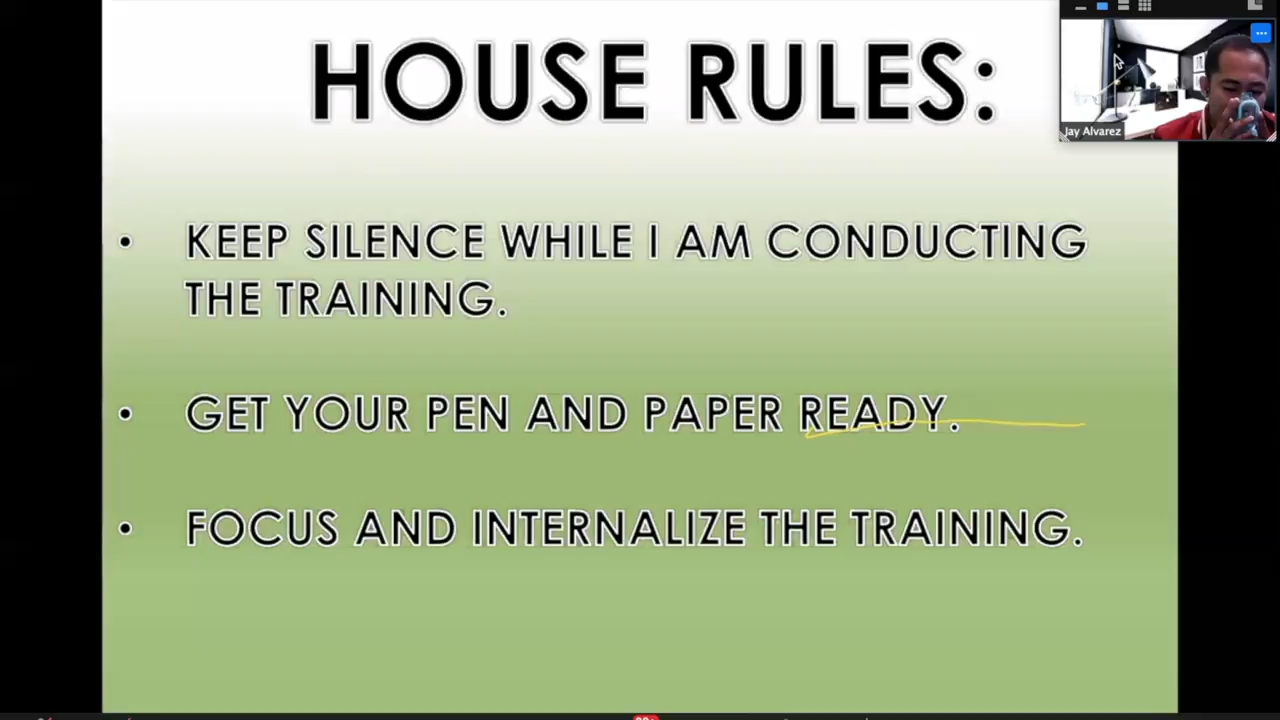 HOUSE RULES:
Jay Alvarez
• KEEP SILENCE WHILE I AM CONDUCTING
THE TRAINING.
• GET YOUR PEN AND PAPER READY.
• FOCUS AND INTERNALIZE THE TRAINING.